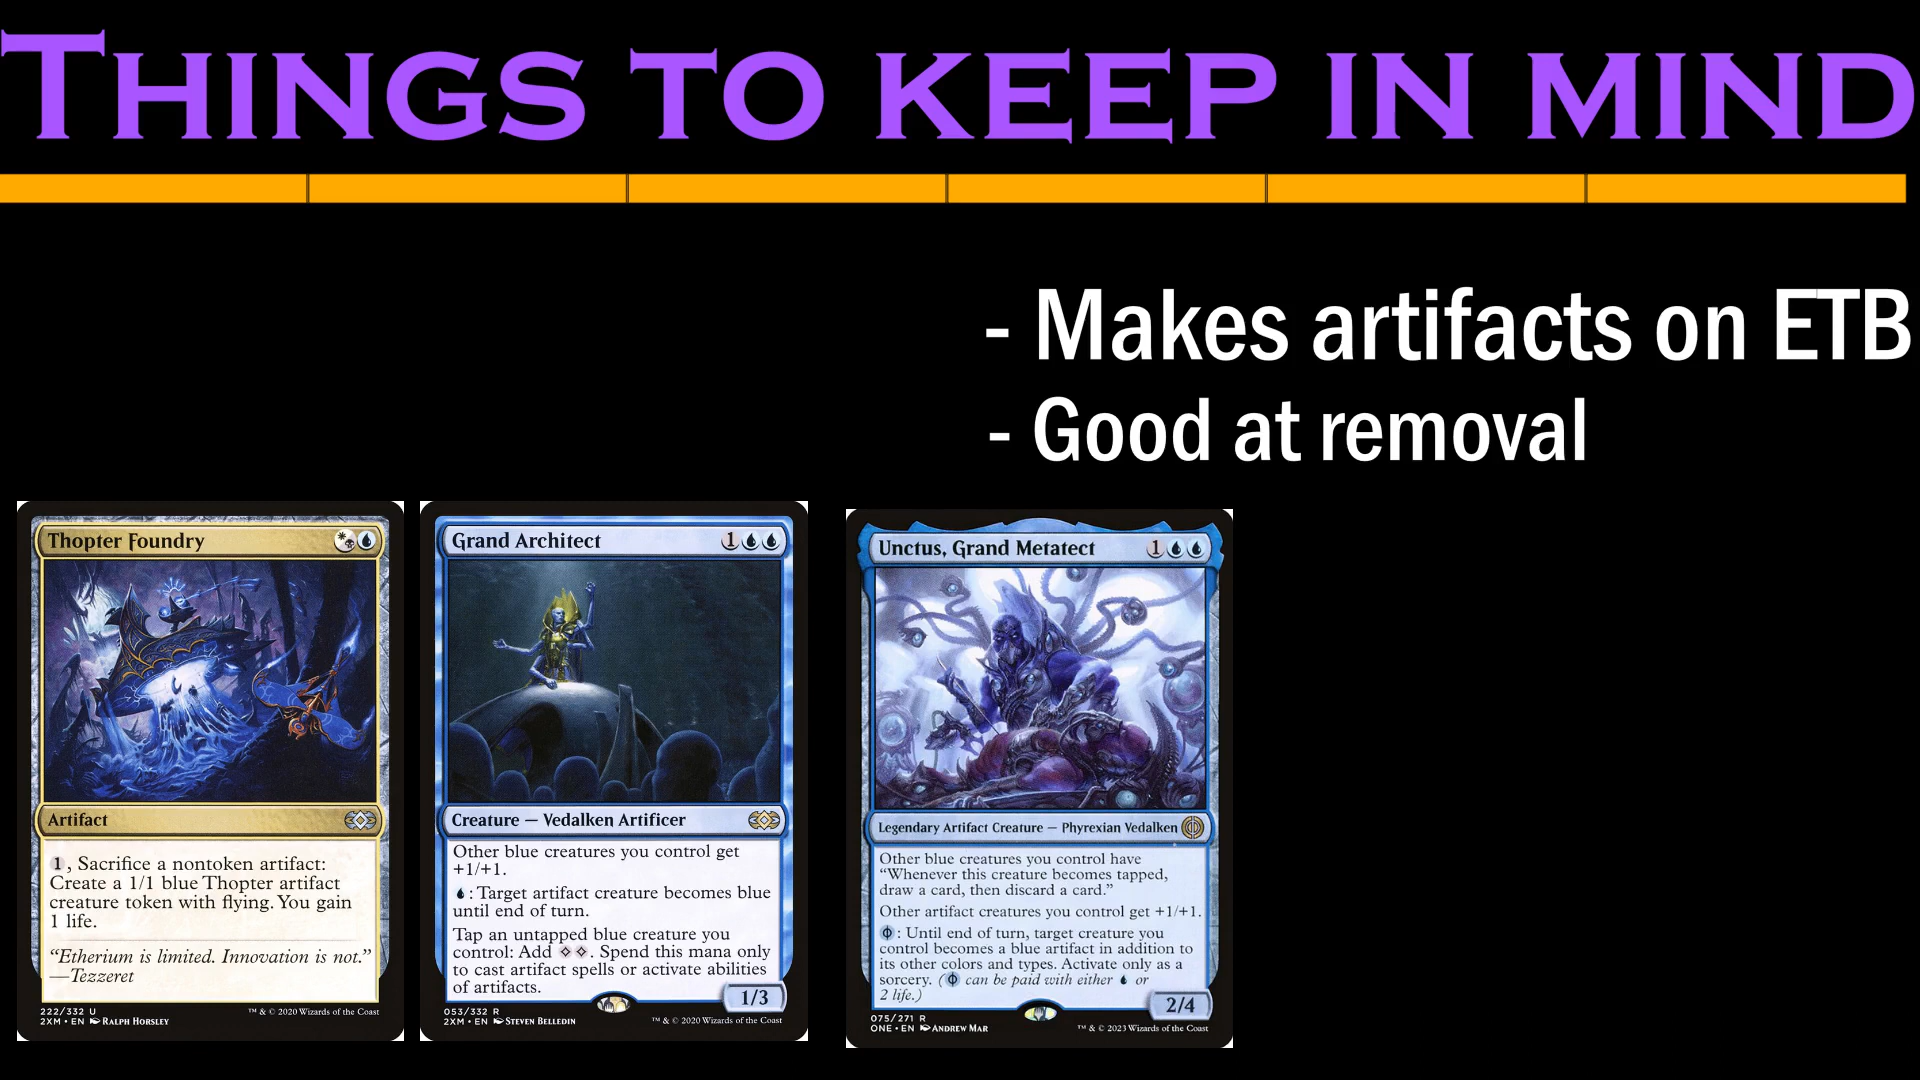 THINGS TO KEEP IN MIND
- Makes artifacts on ETB
- Good at removal
Thopter Foundry
Artifact
1, Sacrifice a nontoken artifact:
Create a 1/1 blue Thopter artifact
creature token with flying. You gain
1 life.
“Etherium is limited. Innovation is not.”
—Tezzeret
222/332 U
2XM • EN RALPH HORSLEY
™ & © 2020 Wizards of the Coast
Grand Architect 1
Creature — Vedalken Artificer
Other blue creatures you control get
+1/+1.
: Target artifact creature becomes blue
until end of turn.
Tap an untapped blue creature you
control: Add . Spend this mana only
to cast artifact spells or activate abilities
of artifacts.
1/3
053/332 R
2XM • EN STEVEN BELLEDIN
™ & © 2020 Wizards of the Coast
Unctus, Grand Metatect 1
Legendary Artifact Creature — Phyrexian Vedalken
Other blue creatures you control have
“Whenever this creature becomes tapped,
draw a card, then discard a card.”
Other artifact creatures you control get +1/+1.
: Until end of turn, target creature you
control becomes a blue artifact in addition to
its other colors and types. Activate only as a
sorcery. ( can be paid with either or
2 life.)
2/4
075/271 R
ONE • EN ANDREW MAR
™ & © 2023 Wizards of the Coast